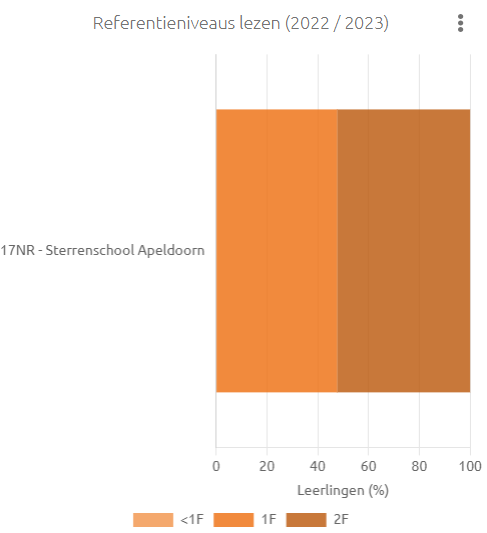 Referentieniveaus lezen (2022 / 2023)
17NR - Sterrenschool Apeldoorn
0 20 40 60 80 100
Leerlingen (%)
<1F 1F 2F